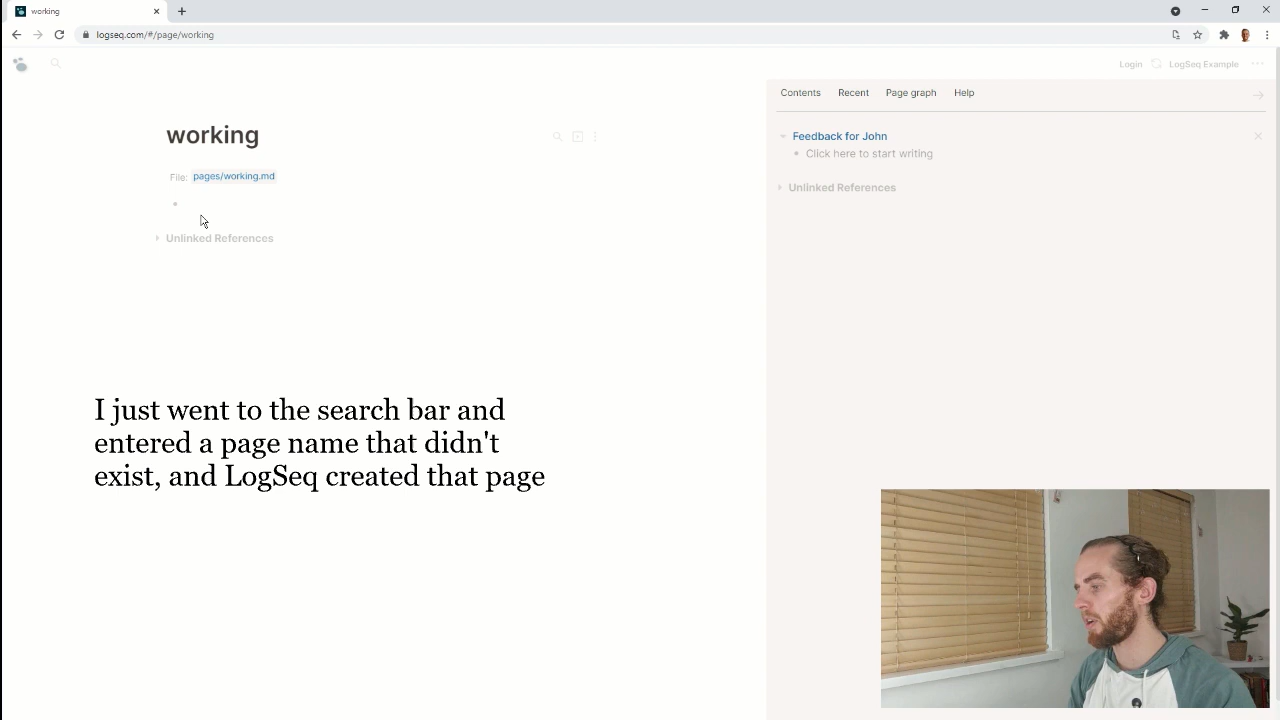 working
logseq.com/#/page/working
Login
LogSeq Example
Contents
Recent
Page graph
Help
working
File: pages/working.md
Unlinked References
Feedback for John
Click here to start writing
Unlinked References
I just went to the search bar and
entered a page name that didn't
exist, and LogSeq created that page